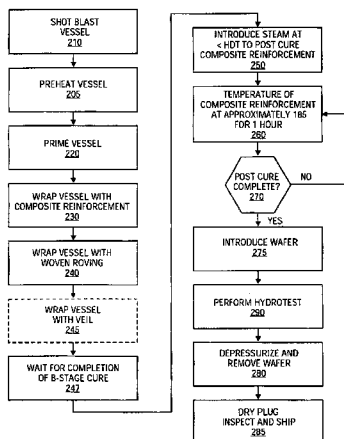 SHOT BLAST
VESSEL
210
PREHEAT VESSEL
205
PRIME VESSEL
220
WRAP VESSEL WITH
COMPOSITE REINFORCEMENT
230
WRAP VESSEL WITH
WOVEN ROVING
240
WRAP VESSEL
WITH VEIL
245
WAIT FOR COMPLETION
OF B-STAGE CURE
247
INTRODUCE STEAM AT
< HDT TO POST CURE
COMPOSITE REINFORCEMENT
250
TEMPERATURE OF
COMPOSITE REINFORCEMENT
AT APPROXIMATELY 185
FOR 1 HOUR
260
POST CURE
COMPLETE?
270
NO
YES
INTRODUCE WAFER
275
PERFORM HYDROTEST
290
DEPRESSURIZE AND
REMOVE WAFER
280
DRY PLUG
INSPECT AND SHIP
285